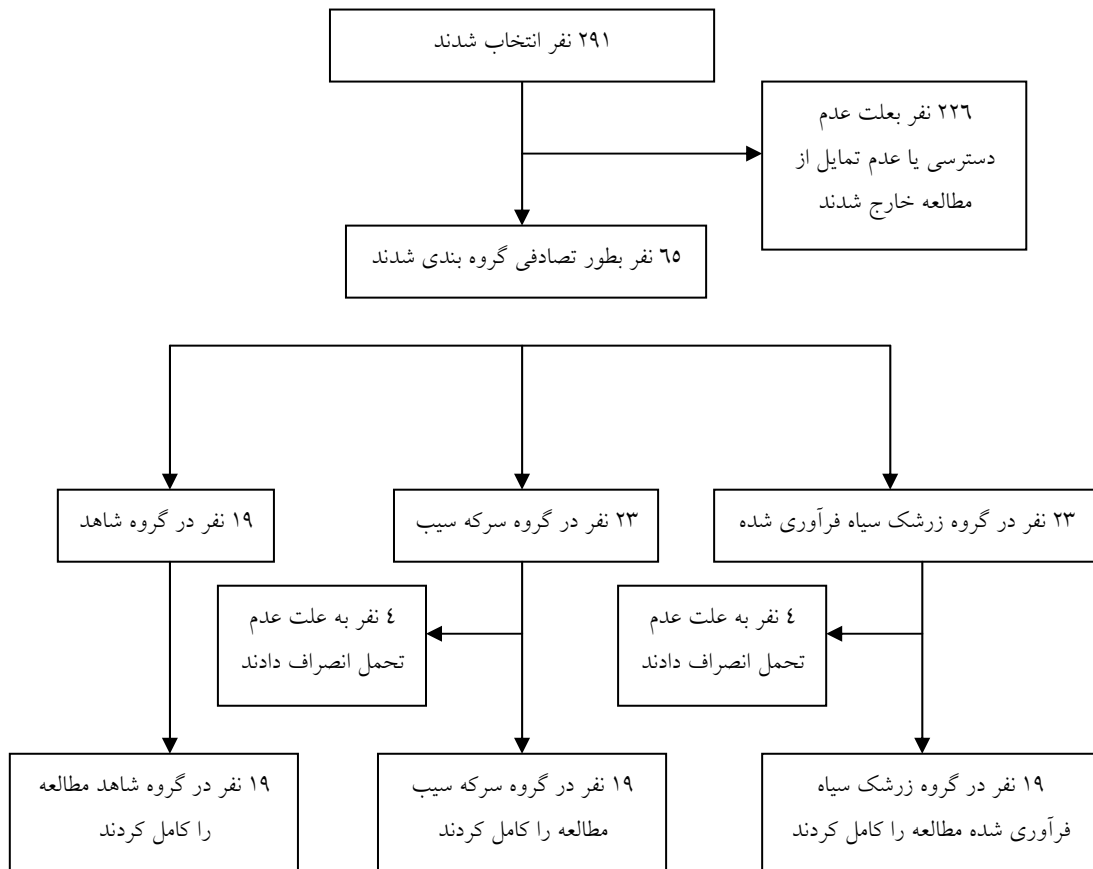 ۲۹۱ نفر انتخاب شدند
۲۲٦ نفر بعلت عدم
دسترسی یا عدم تمایل از
مطالعه خارج شدند
٦٥ نفر بطور تصادفی گروه بندی شدند
۲۳ نفر در گروه زرشک سیاه فرآوری شده
۲۳ نفر در گروه سرکه سیب
۱۹ نفر در گروه شاهد
٤ نفر به علت عدم
تحمل انصراف دادند
٤ نفر به علت عدم
تحمل انصراف دادند
۱۹ نفر در گروه زرشک سیاه
فرآوری شده مطالعه را کامل کردند
۱۹ نفر در گروه سرکه سیب
مطالعه را کامل کردند
۱۹ نفر در گروه شاهد مطالعه
را کامل کردند